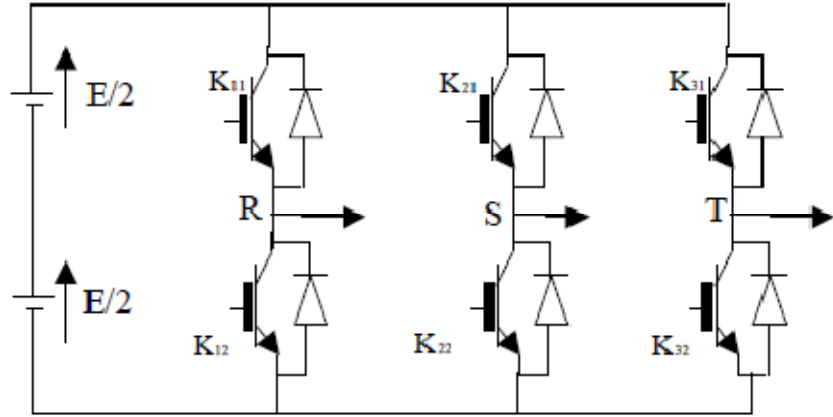 K₁₁ K₂₁ K₃₁
E/2
R S T
E/2
K₁₂ K₂₂ K₃₂